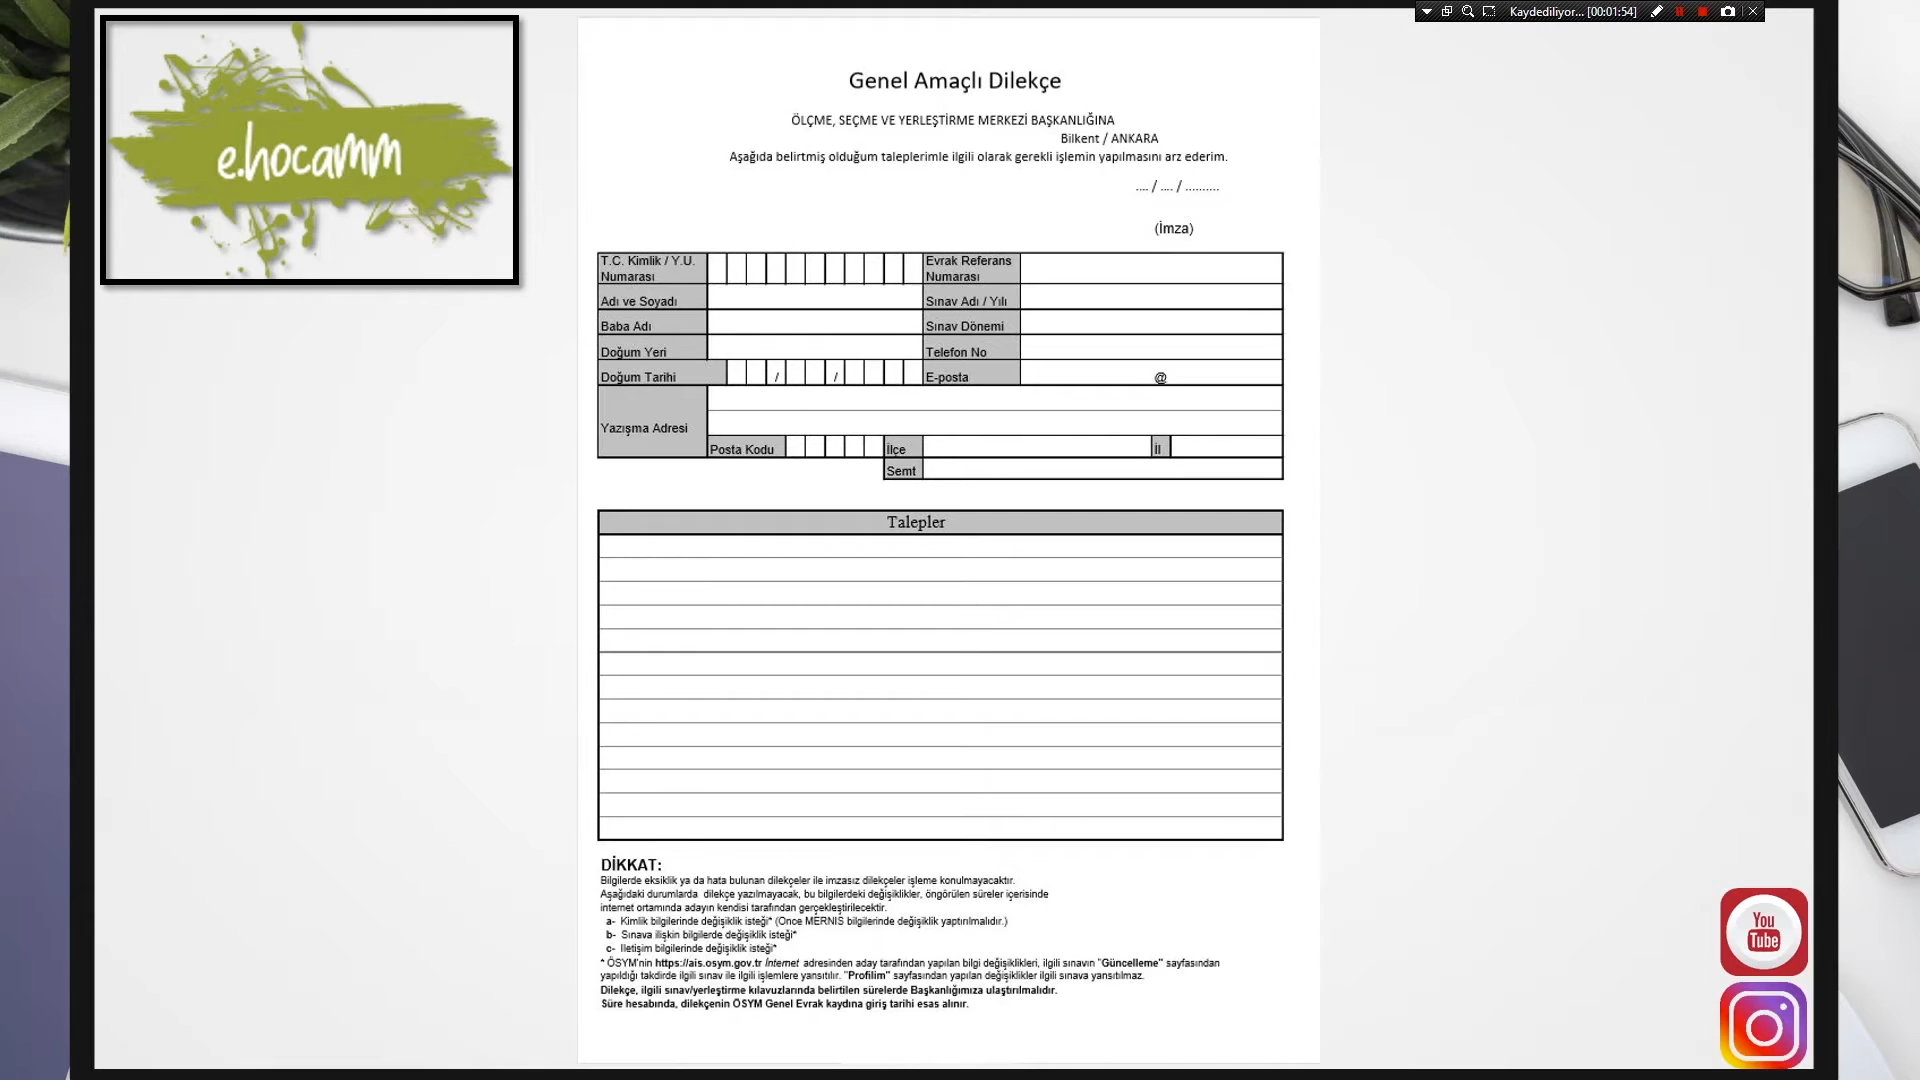 Kaydediliyor... [00:01:54]
e.hocamm
Genel Amaçlı Dilekçe
ÖLÇME, SEÇME VE YERLEŞTİRME MERKEZİ BAŞKANLIĞINA
Bilkent / ANKARA
Aşağıda belirtmiş olduğum taleplerimle ilgili olarak gerekli işlemin yapılmasını arz ederim.
.... / .... / ..........
(İmza)
T.C. Kimlik / Y.U. Numarası
Evrak Referans Numarası
Adı ve Soyadı
Sınav Adı / Yılı
Baba Adı
Sınav Dönemi
Doğum Yeri
Telefon No
Doğum Tarihi / /
E-posta @
Yazışma Adresi
Posta Kodu
İlçe
İl
Semt
Talepler
DİKKAT:
Bilgilerde eksiklik ya da hata bulunan dilekçeler ile imzasız dilekçeler işleme konulmayacaktır.
Aşağıdaki durumlarda dilekçe yazılmayacak, bu bilgilerdeki değişiklikler, öngörülen süreler içerisinde
internet ortamında adayın kendisi tarafından gerçekleştirilecektir.
a- Kimlik bilgilerinde değişiklik isteği* (Önce MERNİS bilgilerinde değişiklik yaptırılmalıdır.)
b- Sınava ilişkin bilgilerde değişiklik isteği*
c- İletişim bilgilerinde değişiklik isteği*
* ÖSYM'nin https://ais.osym.gov.tr İnternet adresinden aday tarafından yapılan bilgi değişiklikleri, ilgili sınavın "Güncelleme" sayfasından
yapıldığı takdirde ilgili sınav ile ilgili işlemlere yansıtılır. "Profilim" sayfasından yapılan değişiklikler ilgili sınava yansıtılmaz.
Dilekçe, ilgili sınav/yerleştirme kılavuzlarında belirtilen sürelerde Başkanlığımıza ulaştırılmalıdır.
Süre hesabında, dilekçenin ÖSYM Genel Evrak kaydına giriş tarihi esas alınır.
You
Tube